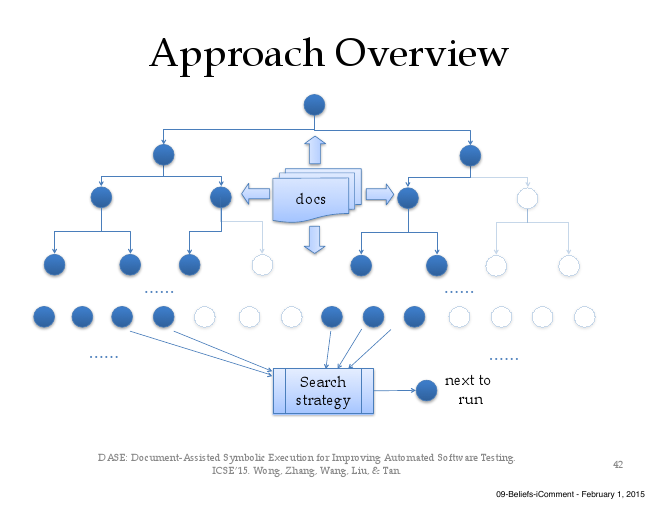 Approach Overview
docs
......
......
......
......
Search
strategy
next to
run
DASE: Document-Assisted Symbolic Execution for Improving Automated Software Testing.
ICSE'15. Wong, Zhang, Wang, Liu, & Tan.
42
09-Beliefs-iComment - February 1, 2015